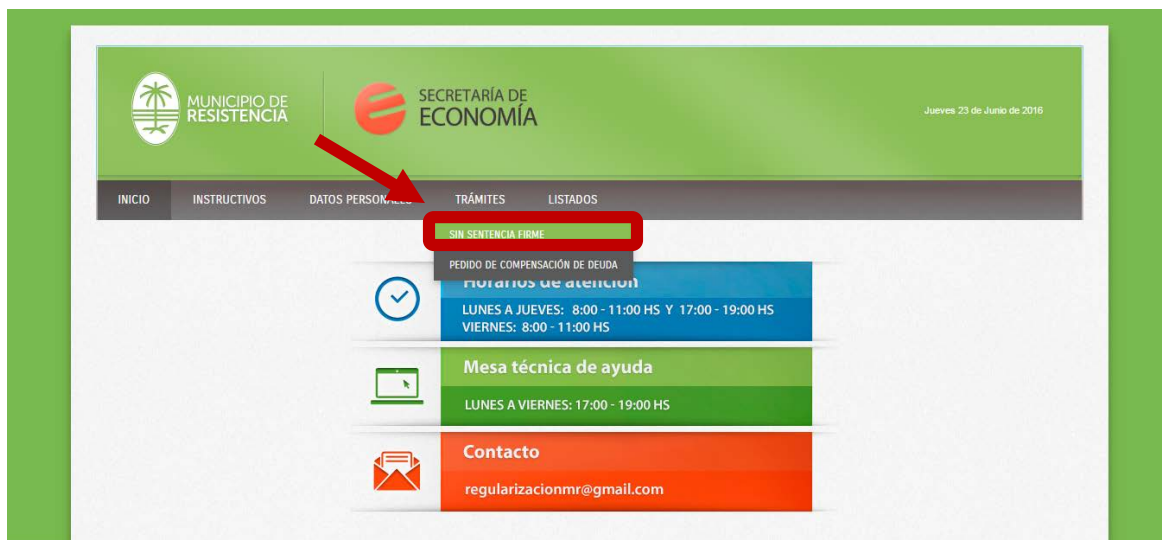 MUNICIPIO DE
RESISTENCIA
SECRETARÍA DE
ECONOMÍA
Jueves 23 de Junio de 2016
INICIO INSTRUCTIVOS DATOS PERSONALES TRÁMITES LISTADOS
SIN SENTENCIA FIRME
PEDIDO DE COMPENSACIÓN DE DEUDA
Horarios de atención
LUNES A JUEVES: 8:00 - 11:00 HS Y 17:00 - 19:00 HS
VIERNES: 8:00 - 11:00 HS
Mesa técnica de ayuda
LUNES A VIERNES: 17:00 - 19:00 HS
Contacto
regularizacionmr@gmail.com